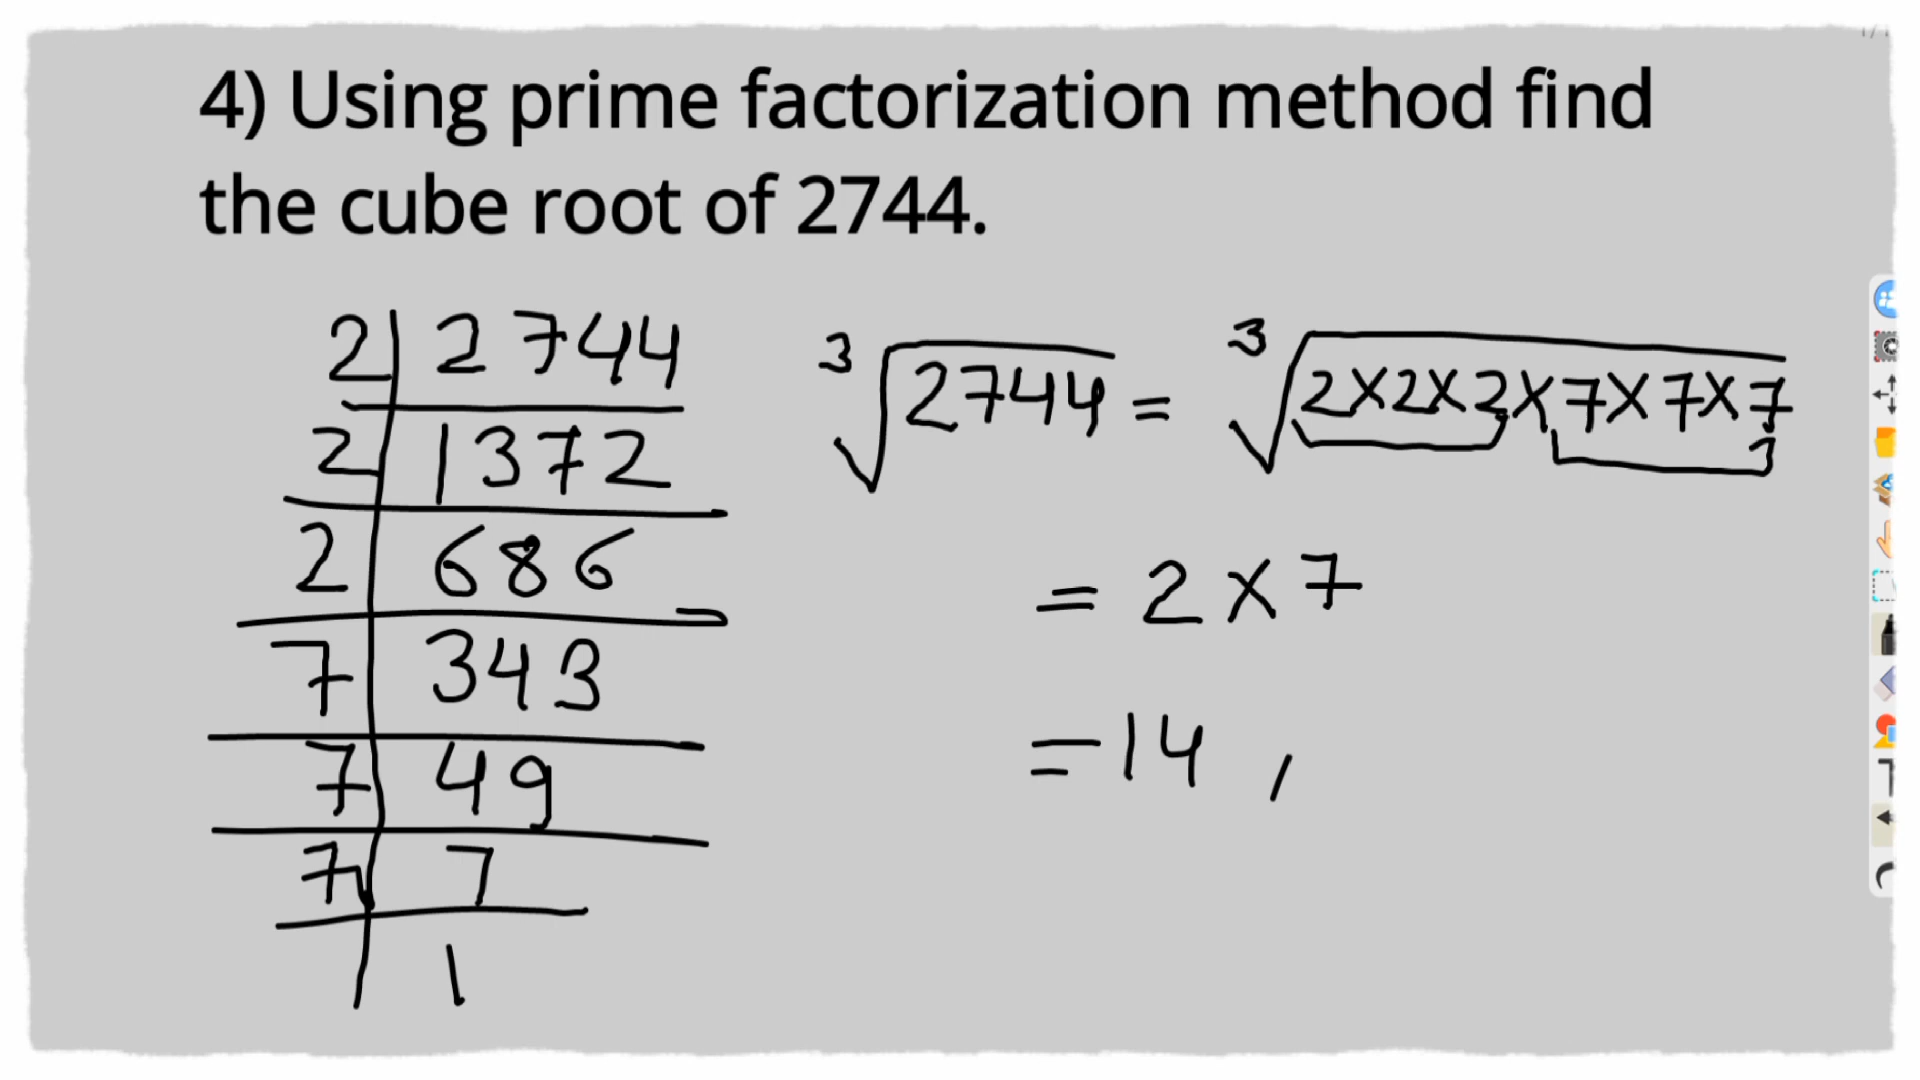 4) Using prime factorization method find
the cube root of 2744.
2 | 2744
2 | 1372
2 | 686
7 | 343
7 | 49
7 | 7
1
∛2744 = ∛2×2×2×7×7×7
= 2 × 7
= 14 ,